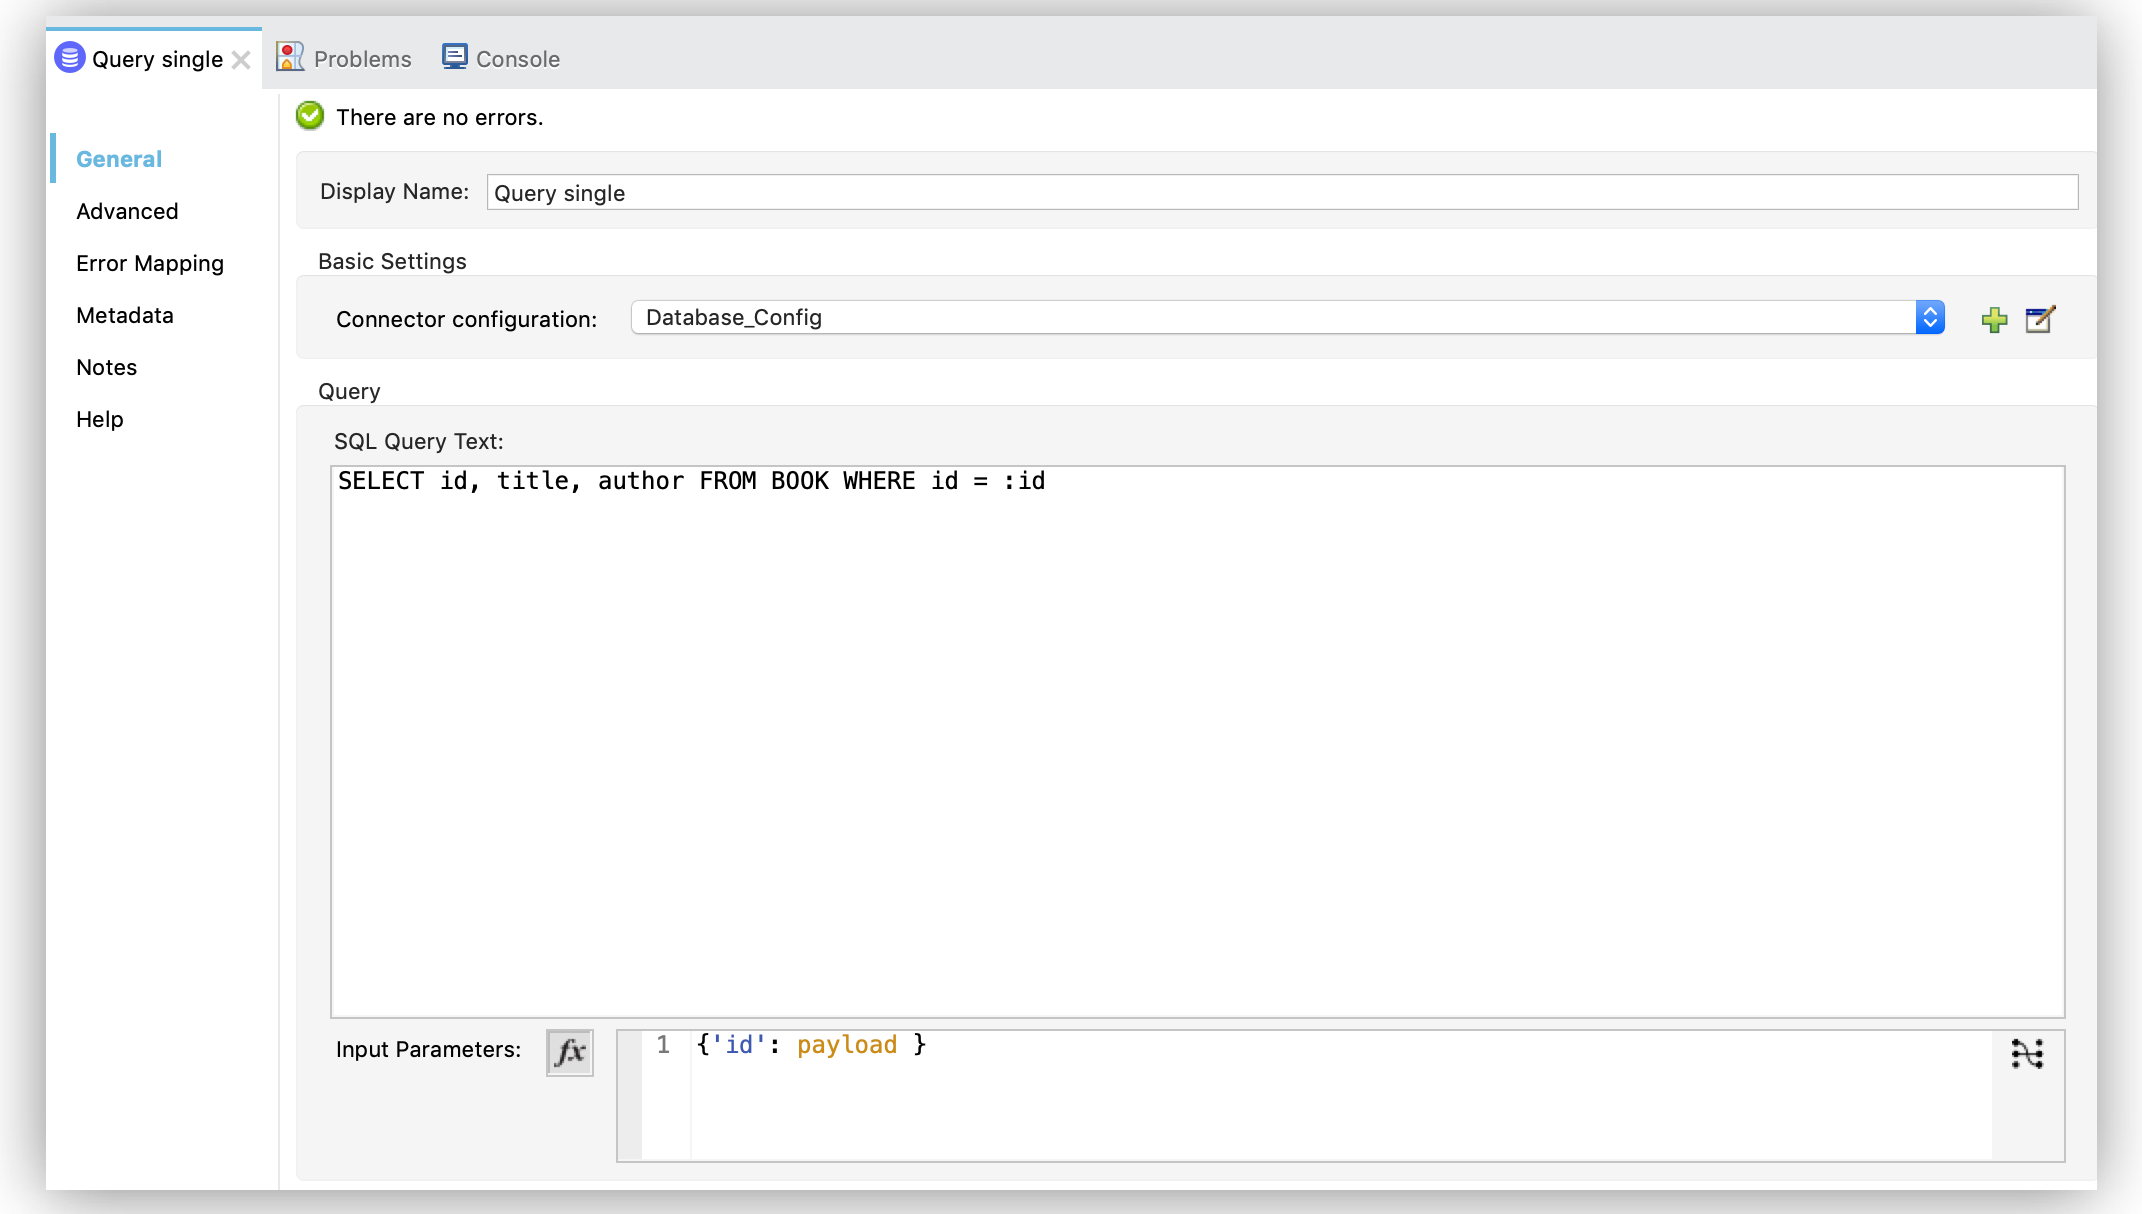 Query single Problems Console
There are no errors.
General
Advanced
Error Mapping
Metadata
Notes
Help
Display Name: Query single
Basic Settings
Connector configuration: Database_Config
Query
SQL Query Text:
SELECT id, title, author FROM BOOK WHERE id = :id
Input Parameters: fx 1 {'id': payload }